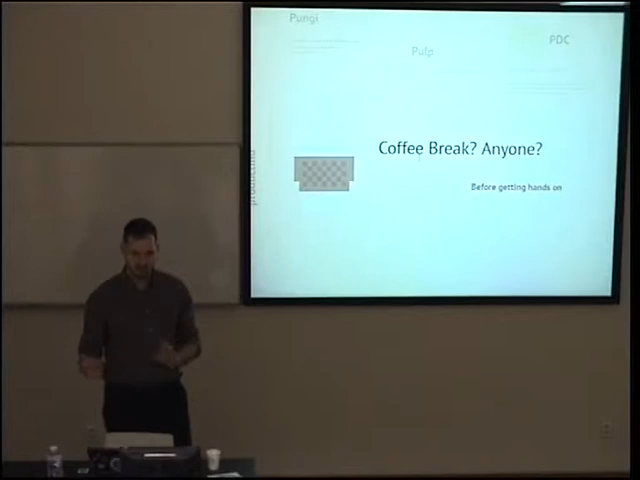 Pungi
PDC
Pulp
Coffee Break? Anyone?
Before getting hands on